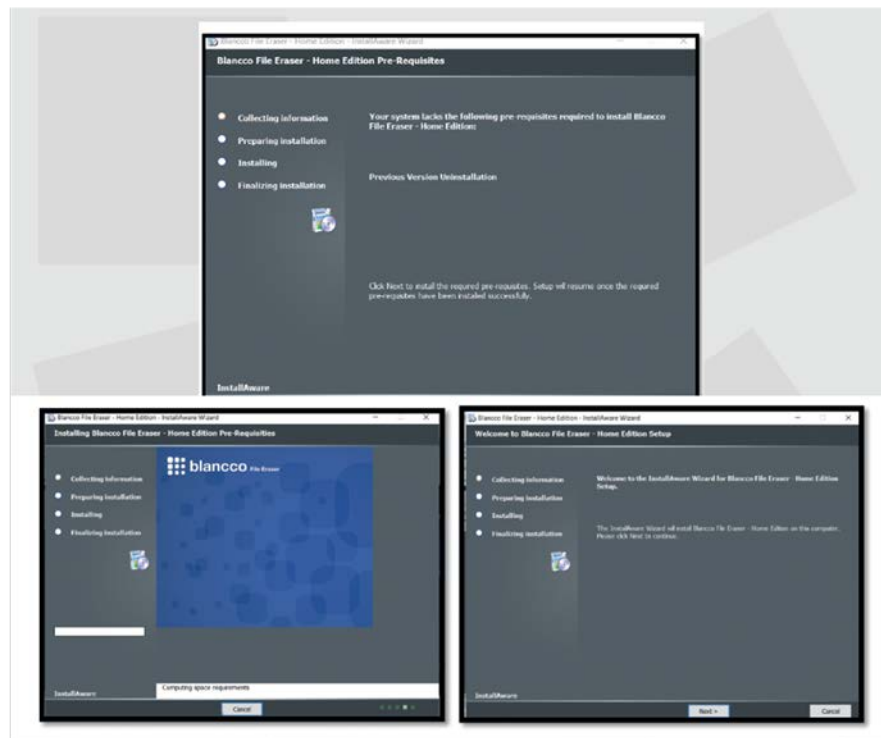 Blancco File Eraser - Home Edition - InstallAware Wizard
Blancco File Eraser - Home Edition Pre-Requisites
Collecting information
Preparing installation
Installing
Finalizing installation
Your system lacks the following pre-requisites required to install Blancco
File Eraser - Home Edition:
Previous Version Uninstallation
Click Next to install the required pre-requisites. Setup will resume once the required
pre-requisites have been installed successfully.
InstallAware
Blancco File Eraser - Home Edition - InstallAware Wizard
Installing Blancco File Eraser - Home Edition Pre-Requisities
Collecting information
Preparing installation
Installing
Finalizing installation
blancco File Eraser
Computing space requirements
InstallAware
Cancel
Blancco File Eraser - Home Edition - InstallAware Wizard
Welcome to Blancco File Eraser - Home Edition Setup
Collecting information
Preparing installation
Installing
Finalizing installation
Welcome to the InstallAware Wizard for Blancco File Eraser - Home Edition
Setup.
The InstallAware Wizard will install Blancco File Eraser - Home Edition on this computer.
Please click Next to continue.
InstallAware
Next >
Cancel